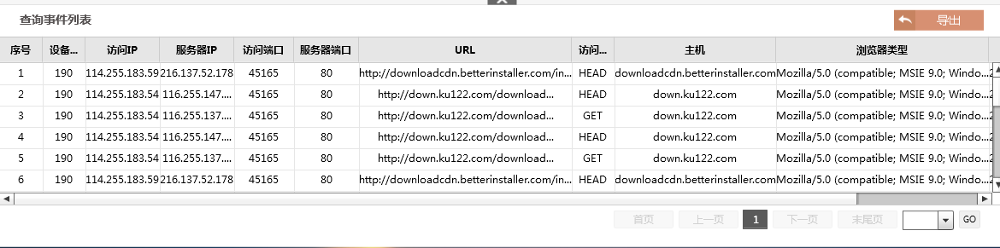 查询事件列表
导出
序号 设备... 访问IP 服务器IP 访问端口 服务器端口 URL 访问... 主机 浏览器类型
1 190 114.255.183.59 216.137.52.178 45165 80 http://downloadcdn.betterinstaller.com/in... HEAD downloadcdn.betterinstaller.com Mozilla/5.0 (compatible; MSIE 9.0; Windo...
2 190 114.255.183.54 116.255.147.... 45165 80 http://down.ku122.com/download... HEAD down.ku122.com Mozilla/5.0 (compatible; MSIE 9.0; Windo...
3 190 114.255.183.54 116.255.137.... 45165 80 http://down.ku122.com/download... GET down.ku122.com Mozilla/5.0 (compatible; MSIE 9.0; Windo...
4 190 114.255.183.54 116.255.147.... 45165 80 http://down.ku122.com/download... HEAD down.ku122.com Mozilla/5.0 (compatible; MSIE 9.0; Windo...
5 190 114.255.183.54 116.255.137.... 45165 80 http://down.ku122.com/download... GET down.ku122.com Mozilla/5.0 (compatible; MSIE 9.0; Windo...
6 190 114.255.183.59 216.137.52.178 45165 80 http://downloadcdn.betterinstaller.com/in... HEAD downloadcdn.betterinstaller.com Mozilla/5.0 (compatible; MSIE 9.0; Windo...
首页 上一页 1 下一页 末尾页 GO